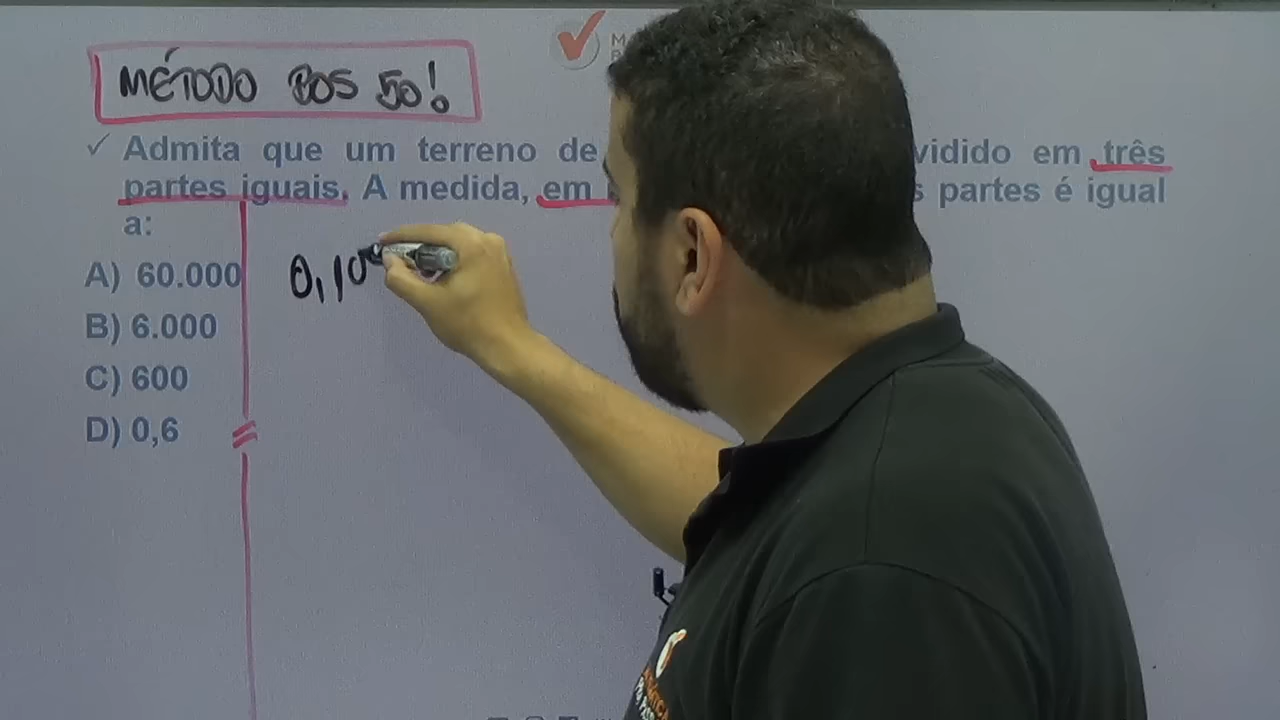 MÉTODO DOS 50!
✓ Admita que um terreno de vidido em três
partes iguais. A medida, em s partes é igual
a:
A) 60.000
B) 6.000
C) 600
D) 0,6
0,10